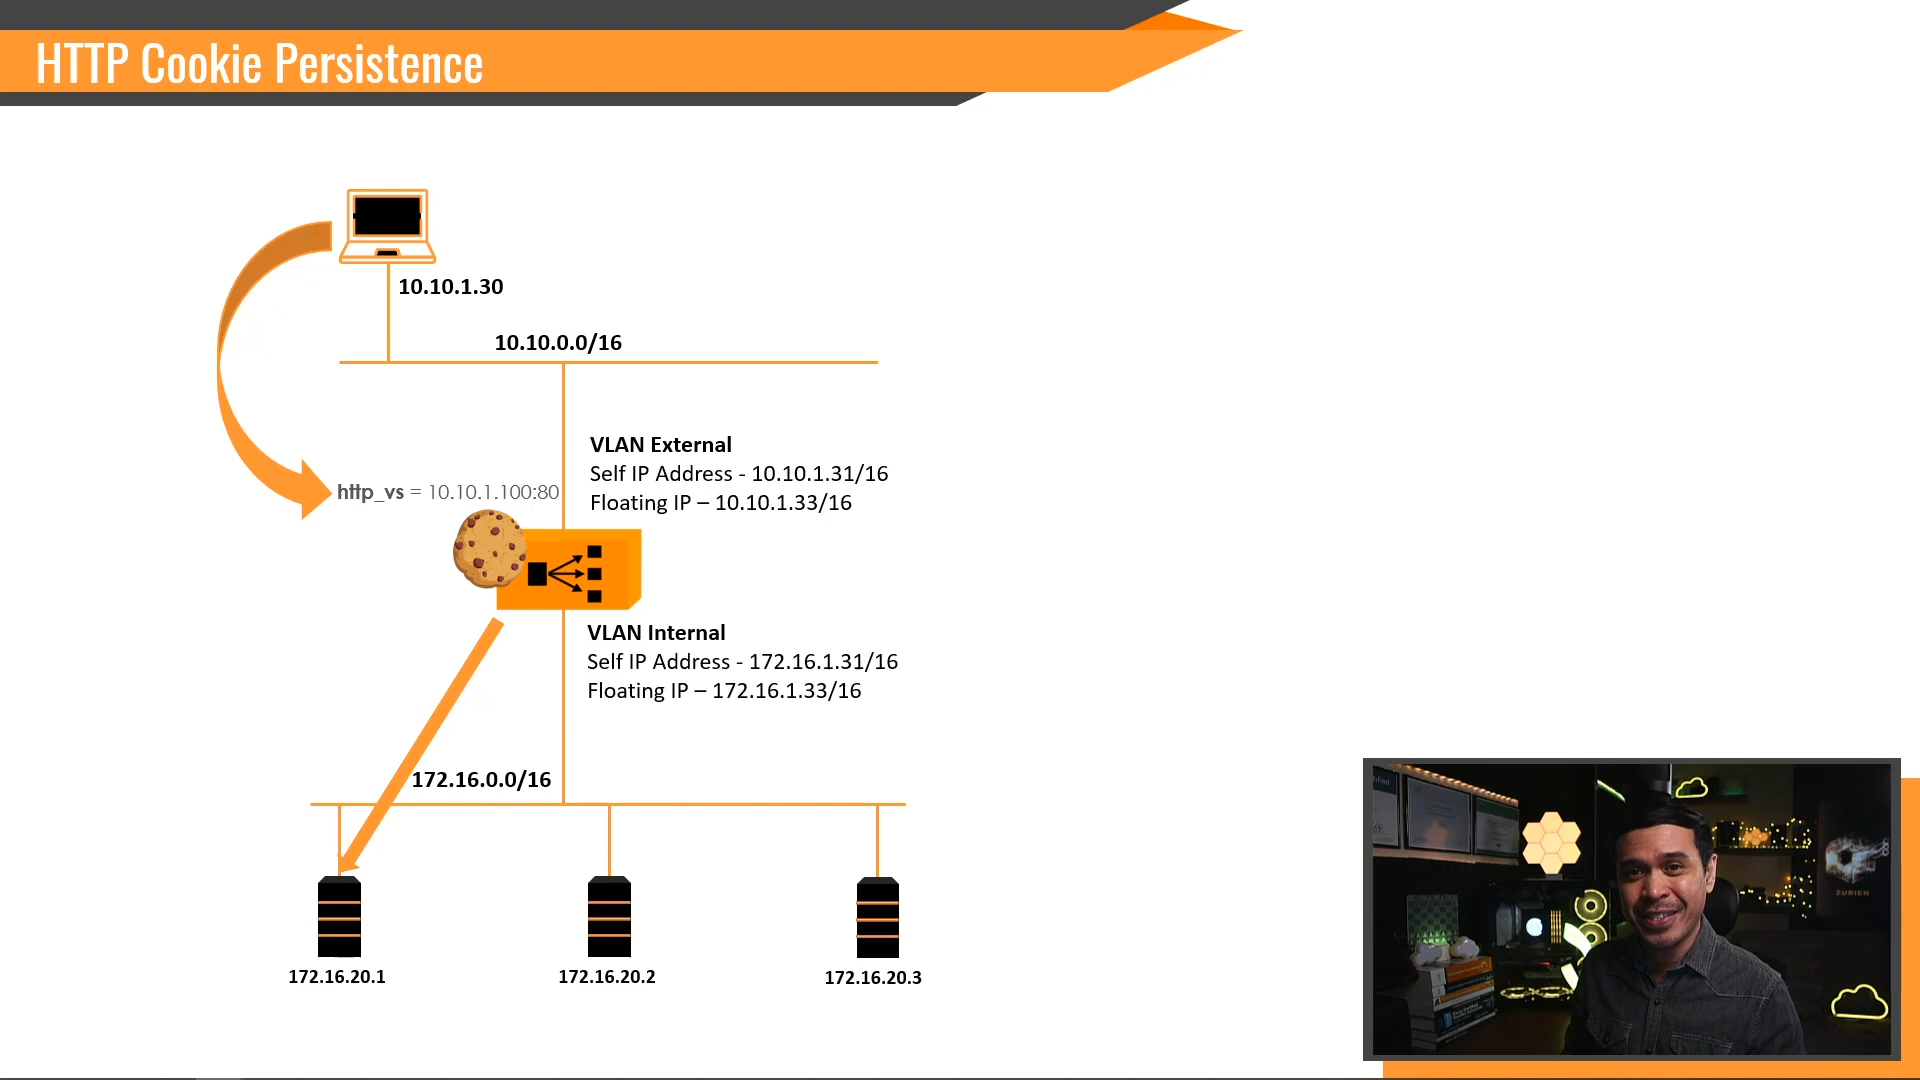 HTTP Cookie Persistence
10.10.1.30
10.10.0.0/16
VLAN External
Self IP Address - 10.10.1.31/16
Floating IP – 10.10.1.33/16
http_vs = 10.10.1.100:80
VLAN Internal
Self IP Address - 172.16.1.31/16
Floating IP – 172.16.1.33/16
172.16.0.0/16
172.16.20.1
172.16.20.2
172.16.20.3
ZURIEN